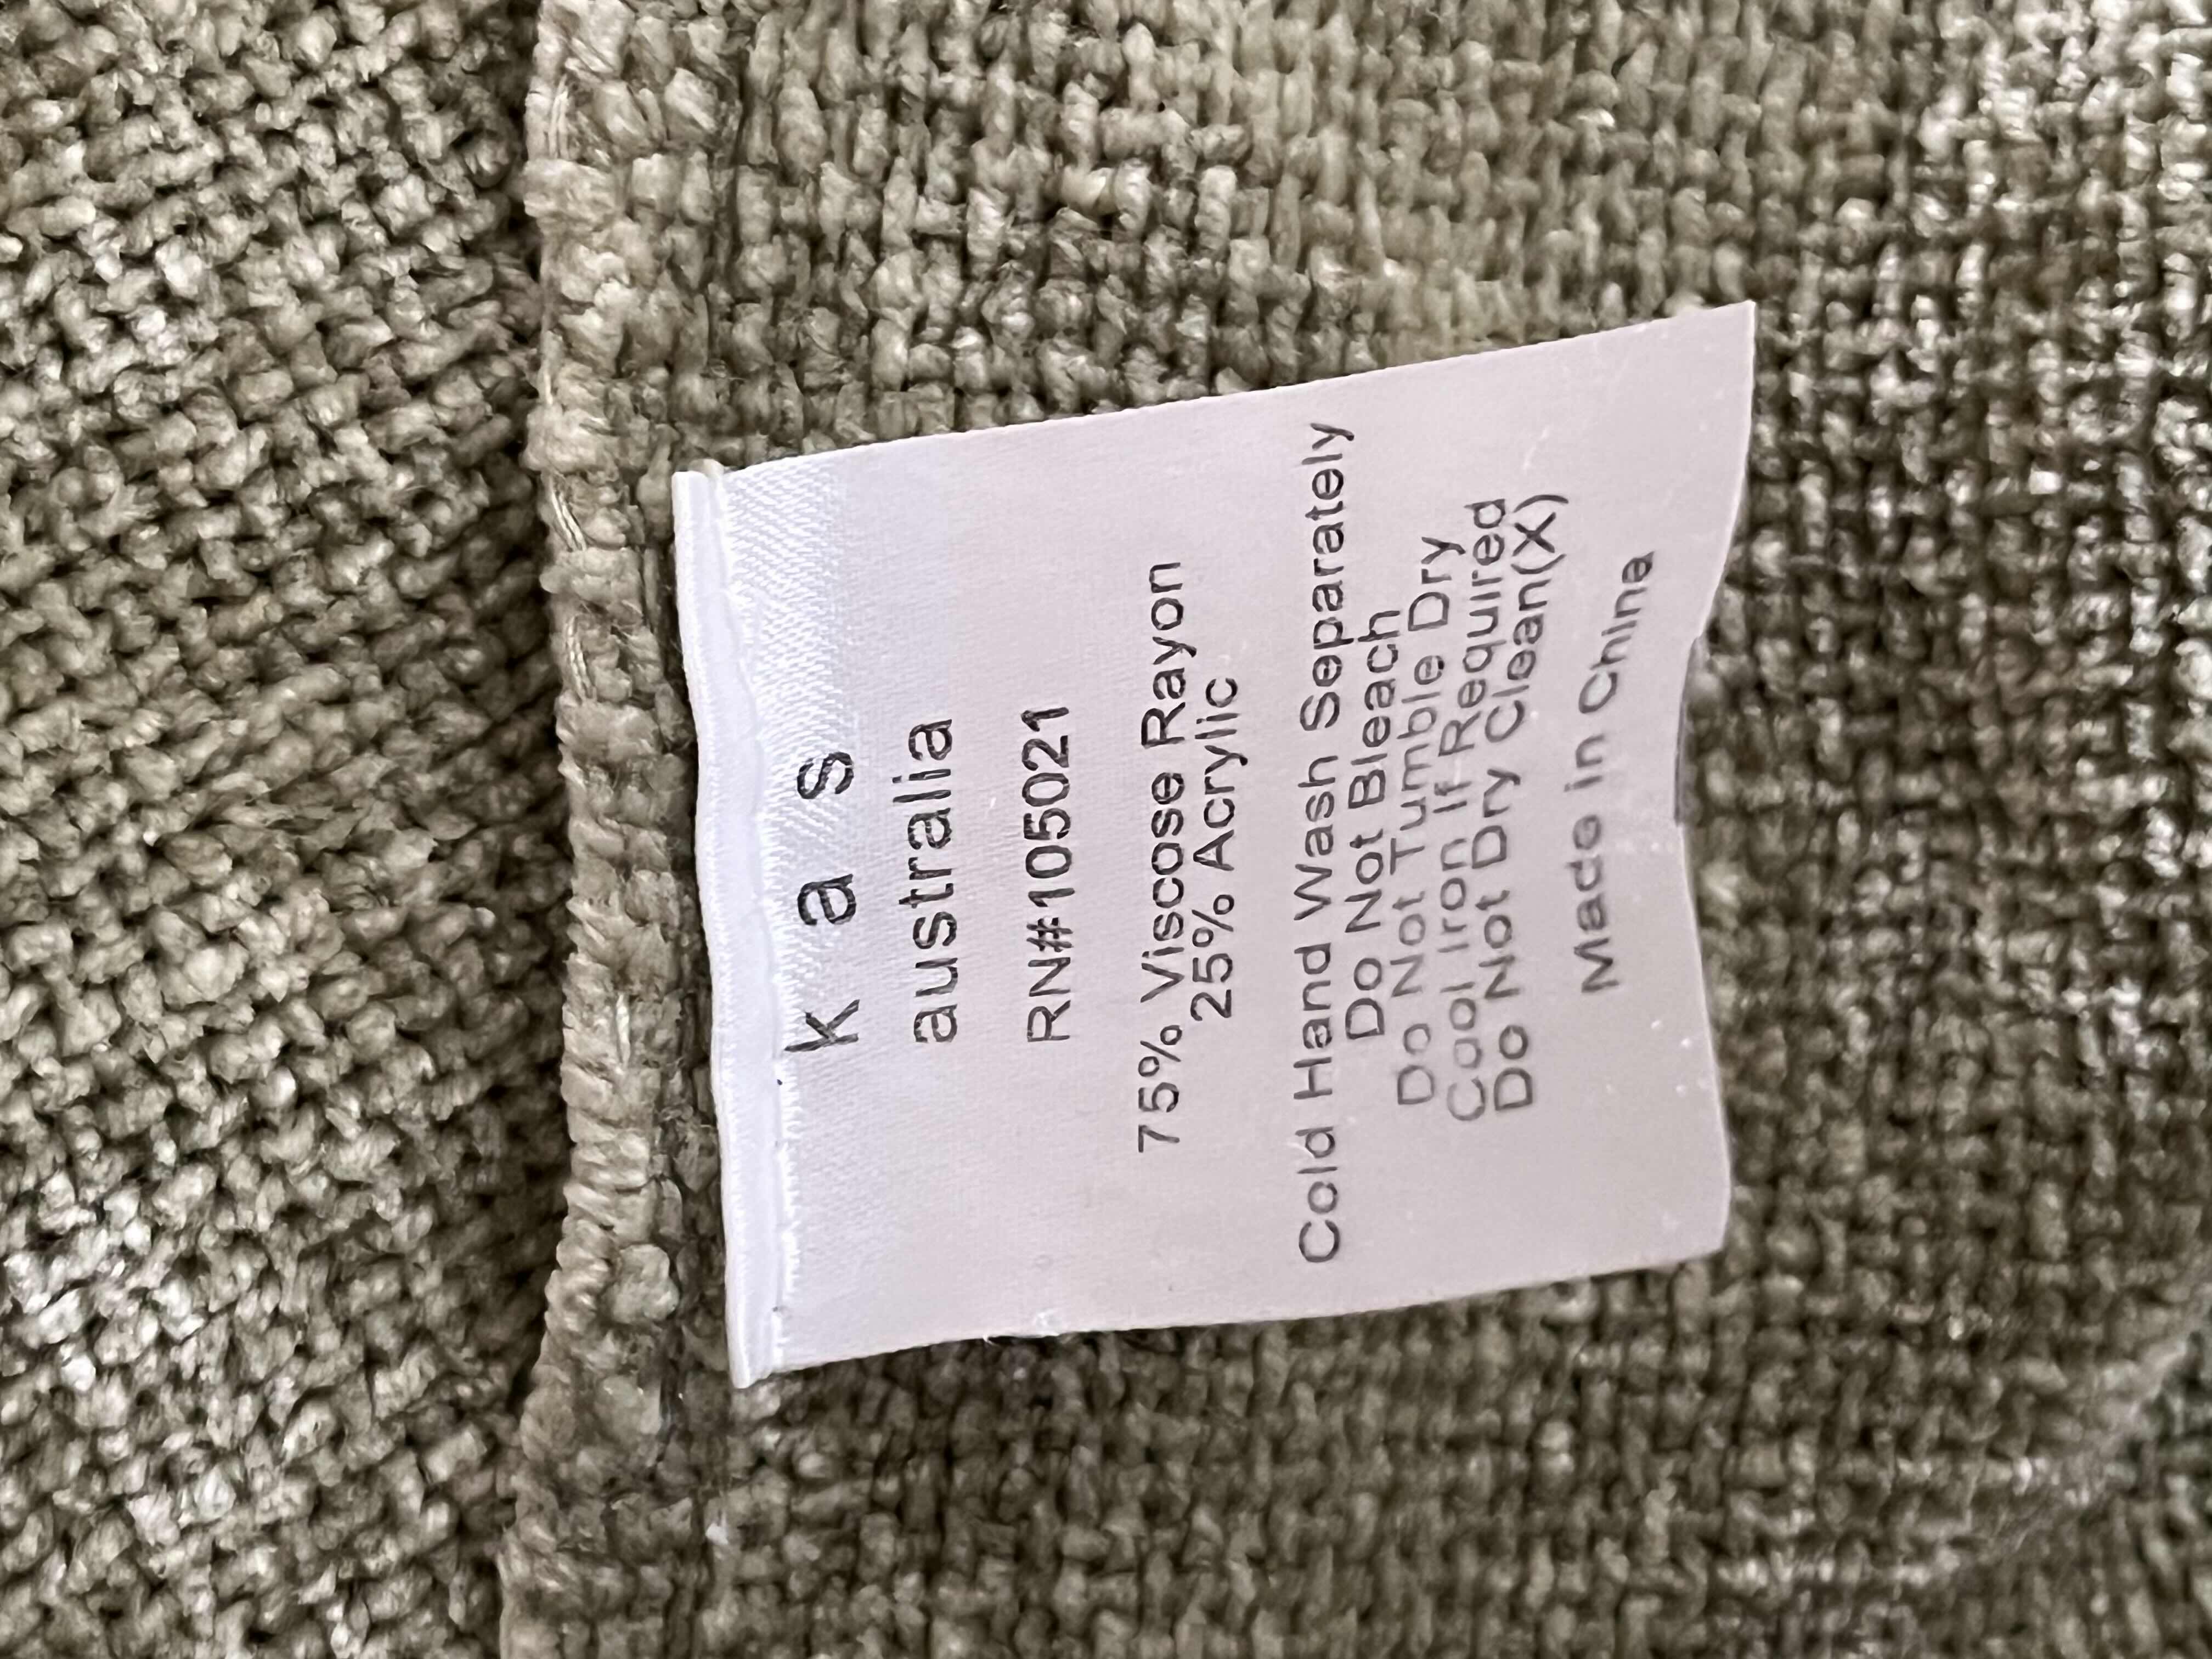 kas
australia
RN#105021
75% Viscose Rayon
25% Acrylic
Cold Hand Wash Separately
Do Not Bleach
Do Not Tumble Dry
Cool Iron If Required
Do Not Dry Clean(X)
Made in China